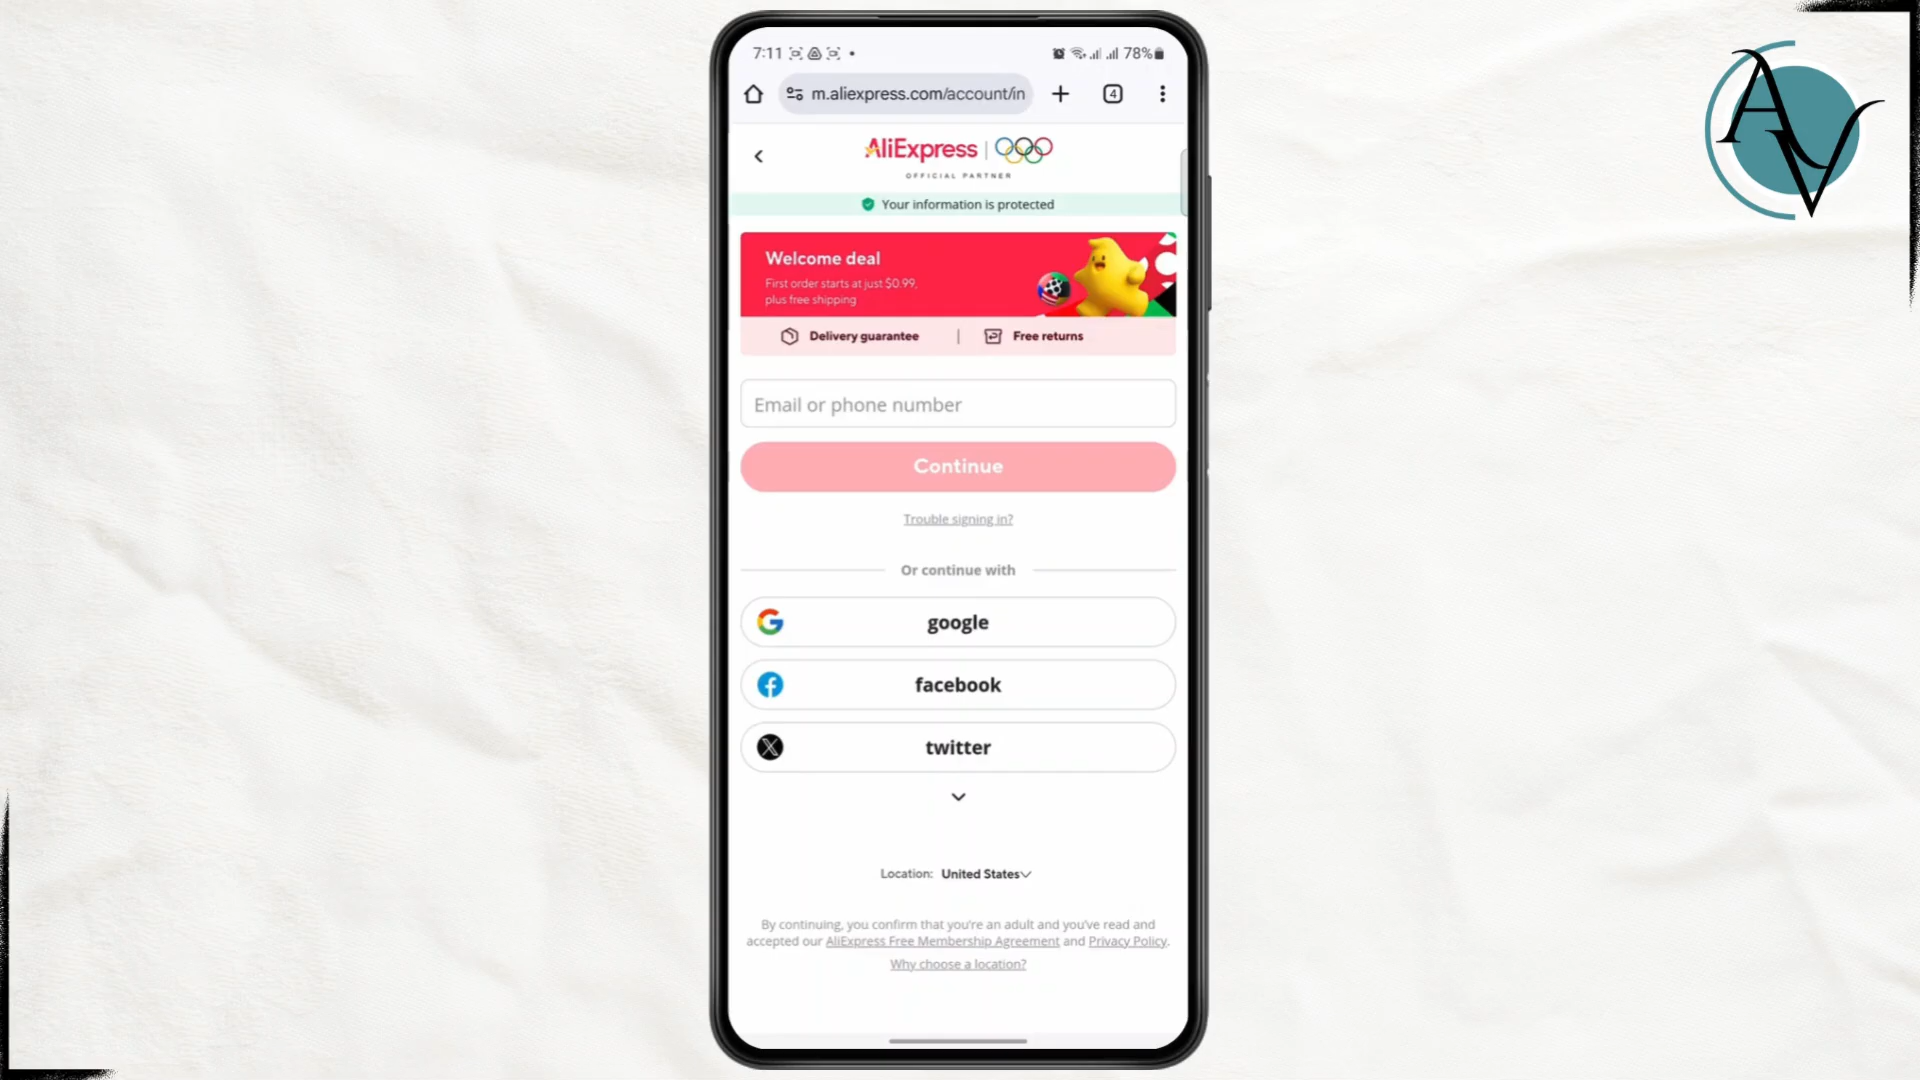 7:11
78%
m.aliexpress.com/account/in
4
AliExpress
OFFICIAL PARTNER
Your information is protected
Welcome deal
First order starts at just $0.99,
plus free shipping
Delivery guarantee | Free returns
Email or phone number
Continue
Trouble signing in?
Or continue with
google
facebook
twitter
Location: United States
By continuing, you confirm that you're an adult and you've read and
accepted our AliExpress Free Membership Agreement and Privacy Policy.
Why choose a location?
AV